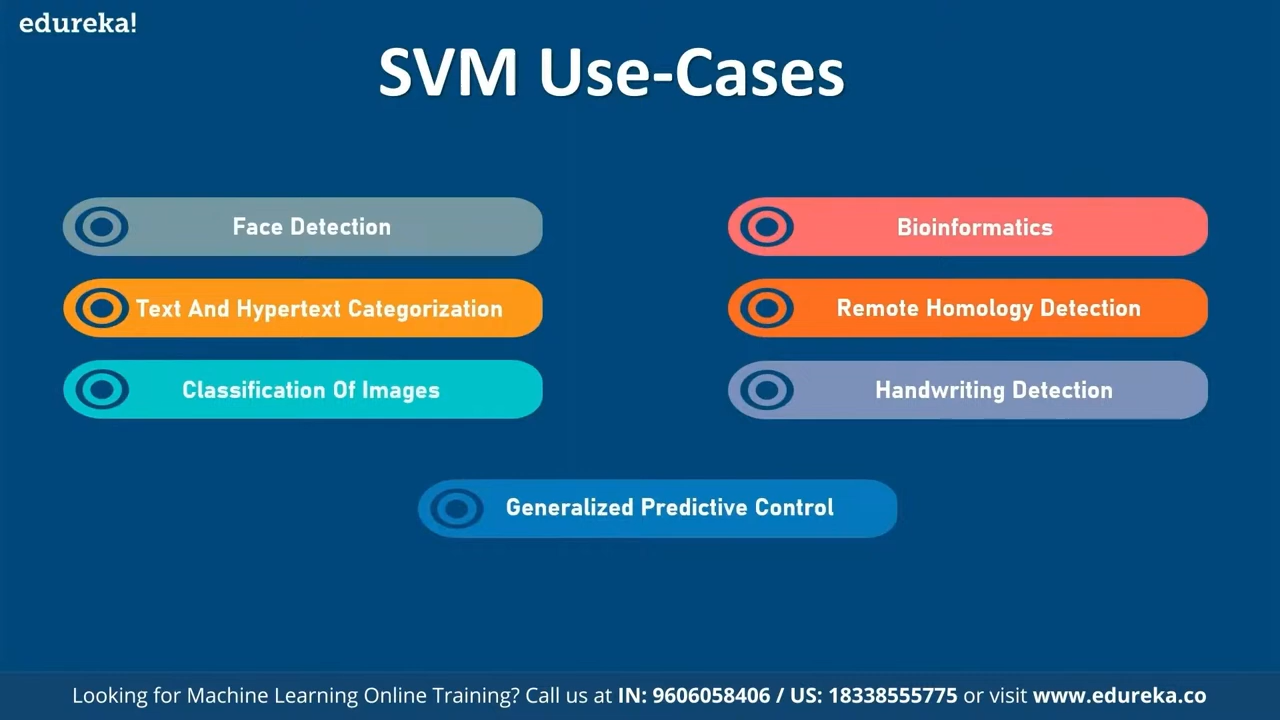 edureka!
SVM Use-Cases
Face Detection
Text And Hypertext Categorization
Classification Of Images
Bioinformatics
Remote Homology Detection
Handwriting Detection
Generalized Predictive Control
Looking for Machine Learning Online Training? Call us at IN: 9606058406 / US: 18338555775 or visit www.edureka.co